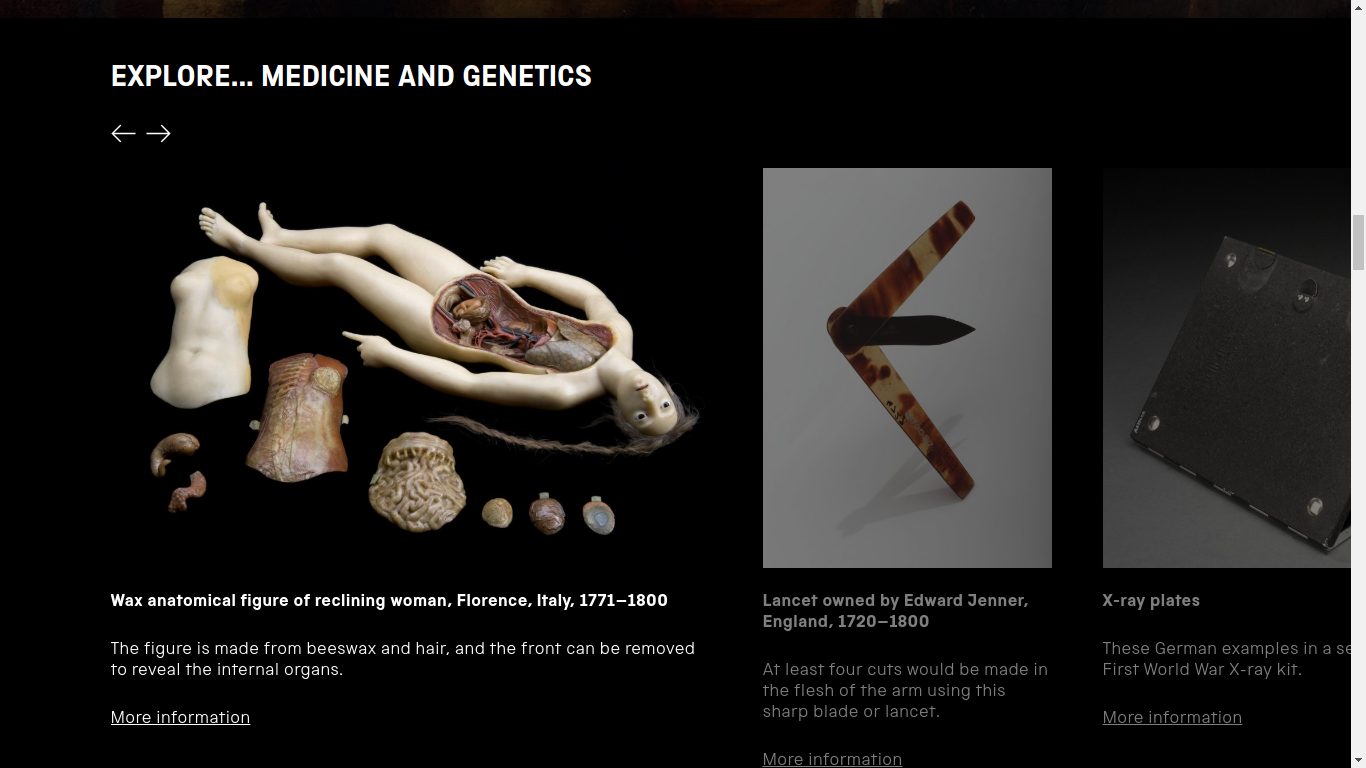 EXPLORE... MEDICINE AND GENETICS
Wax anatomical figure of reclining woman, Florence, Italy, 1771–1800
The figure is made from beeswax and hair, and the front can be removed
to reveal the internal organs.
More information
Lancet owned by Edward Jenner,
England, 1720–1800
At least four cuts would be made in
the flesh of the arm using this
sharp blade or lancet.
More information
X-ray plates
These German examples in a se
First World War X-ray kit.
More information